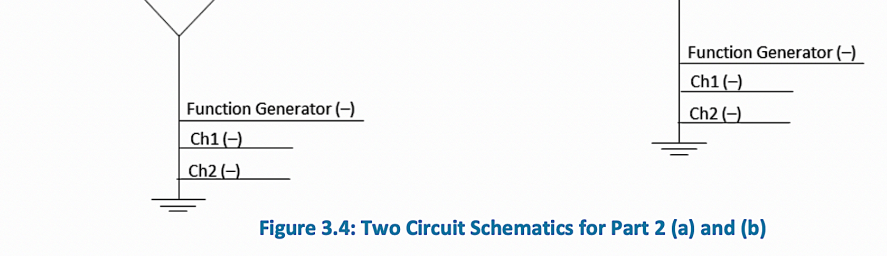 Function Generator (–)
Ch1 (–)
Ch2 (–)
Function Generator (–)
Ch1 (–)
Ch2 (–)
Figure 3.4: Two Circuit Schematics for Part 2 (a) and (b)